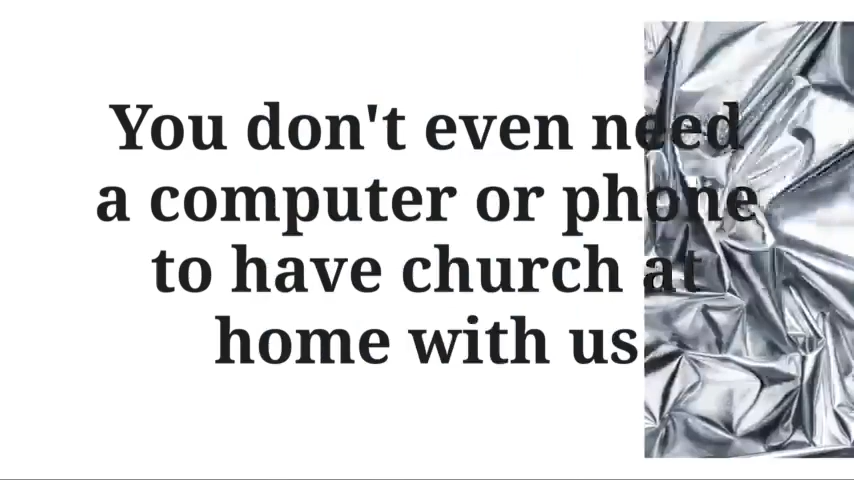 You don't even need
a computer or phone
to have church at
home with us